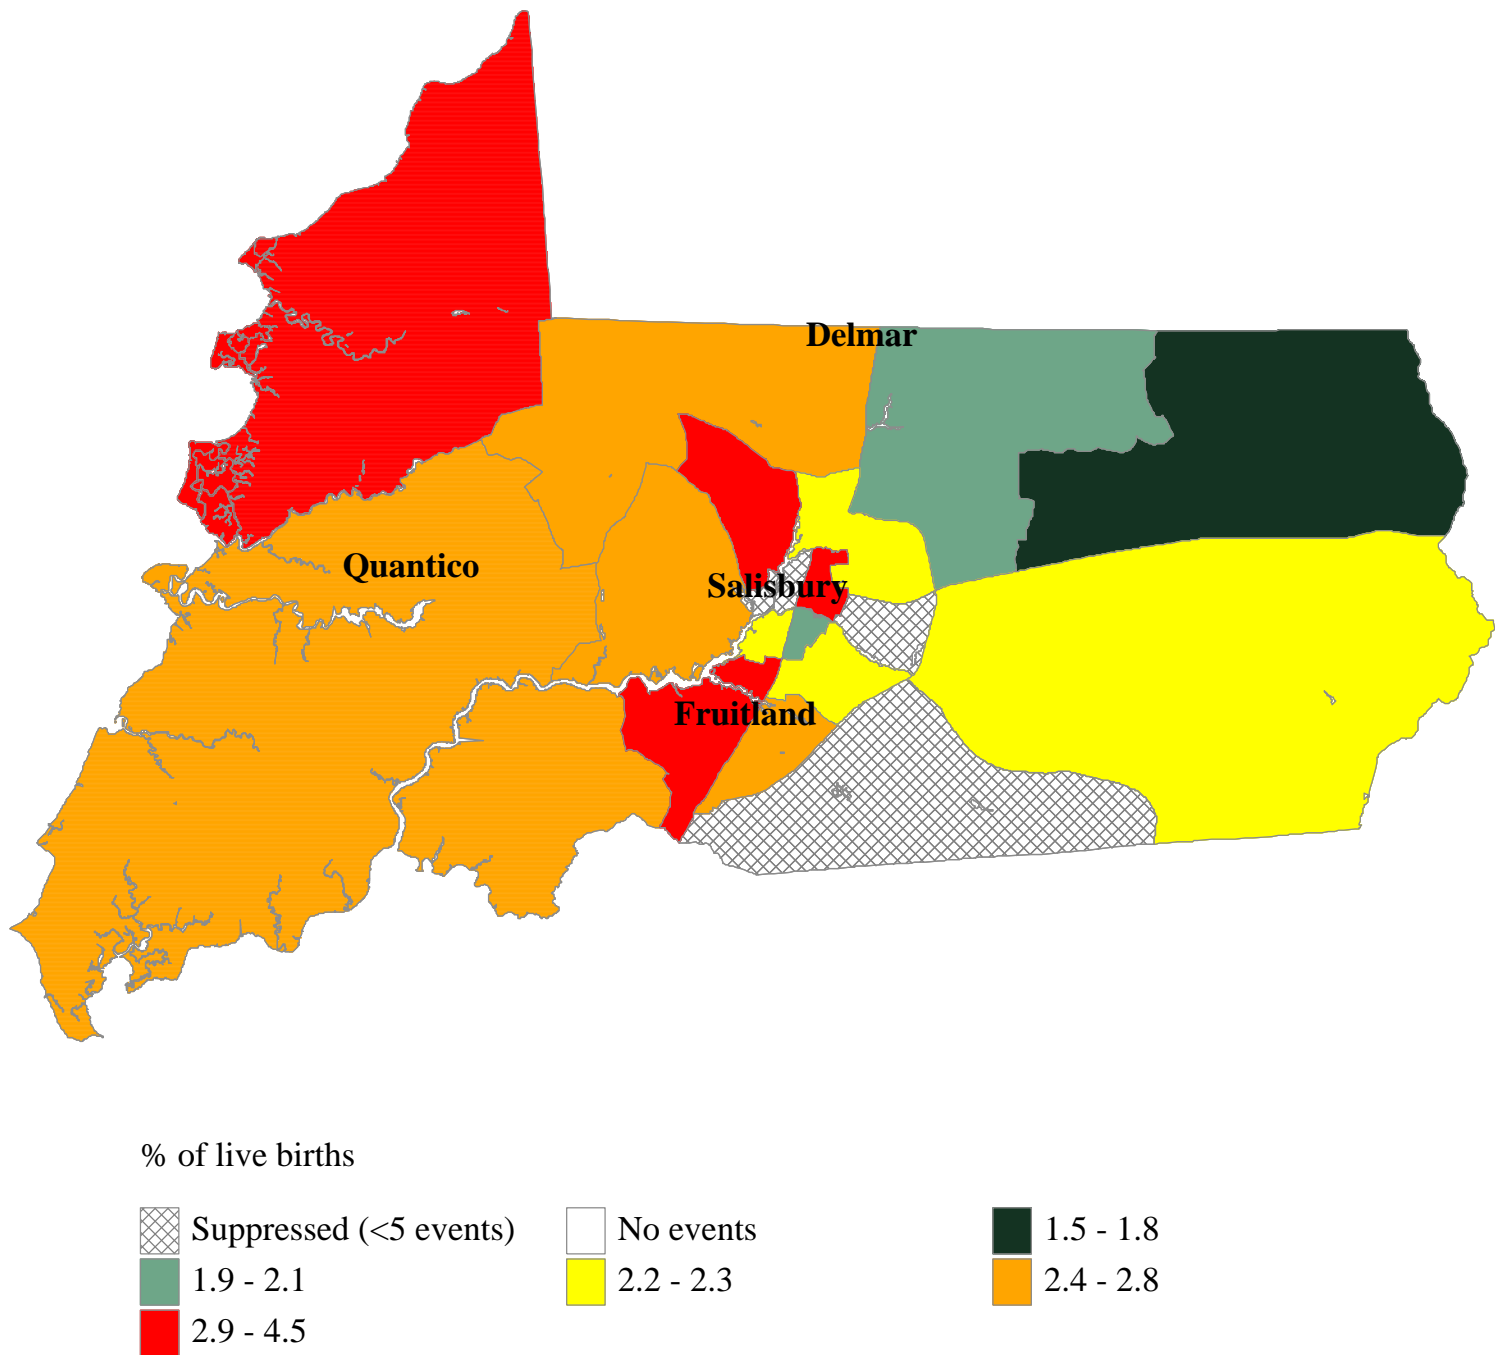 Delmar
Quantico
Salisbury
Fruitland
% of live births
Suppressed (<5 events)
No events
1.5 - 1.8
1.9 - 2.1
2.2 - 2.3
2.4 - 2.8
2.9 - 4.5